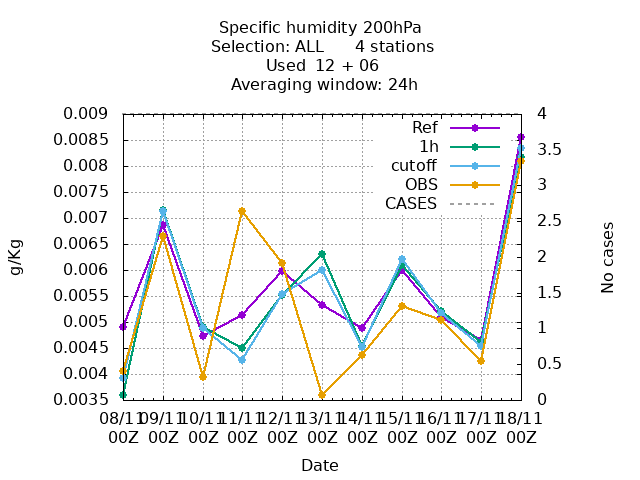 Specific humidity 200hPa
Selection: ALL 4 stations
Used 12 + 06
Averaging window: 24h
0.009
0.0085
0.008
0.0075
0.007
0.0065
0.006
0.0055
0.005
0.0045
0.004
0.0035
g/Kg
Ref
1h
cutoff
OBS
CASES
4
3.5
3
2.5
2
1.5
1
0.5
0
No cases
08/11 09/11 10/11 11/11 12/11 13/11 14/11 15/11 16/11 17/11 18/11
00Z 00Z 00Z 00Z 00Z 00Z 00Z 00Z 00Z 00Z 00Z
Date